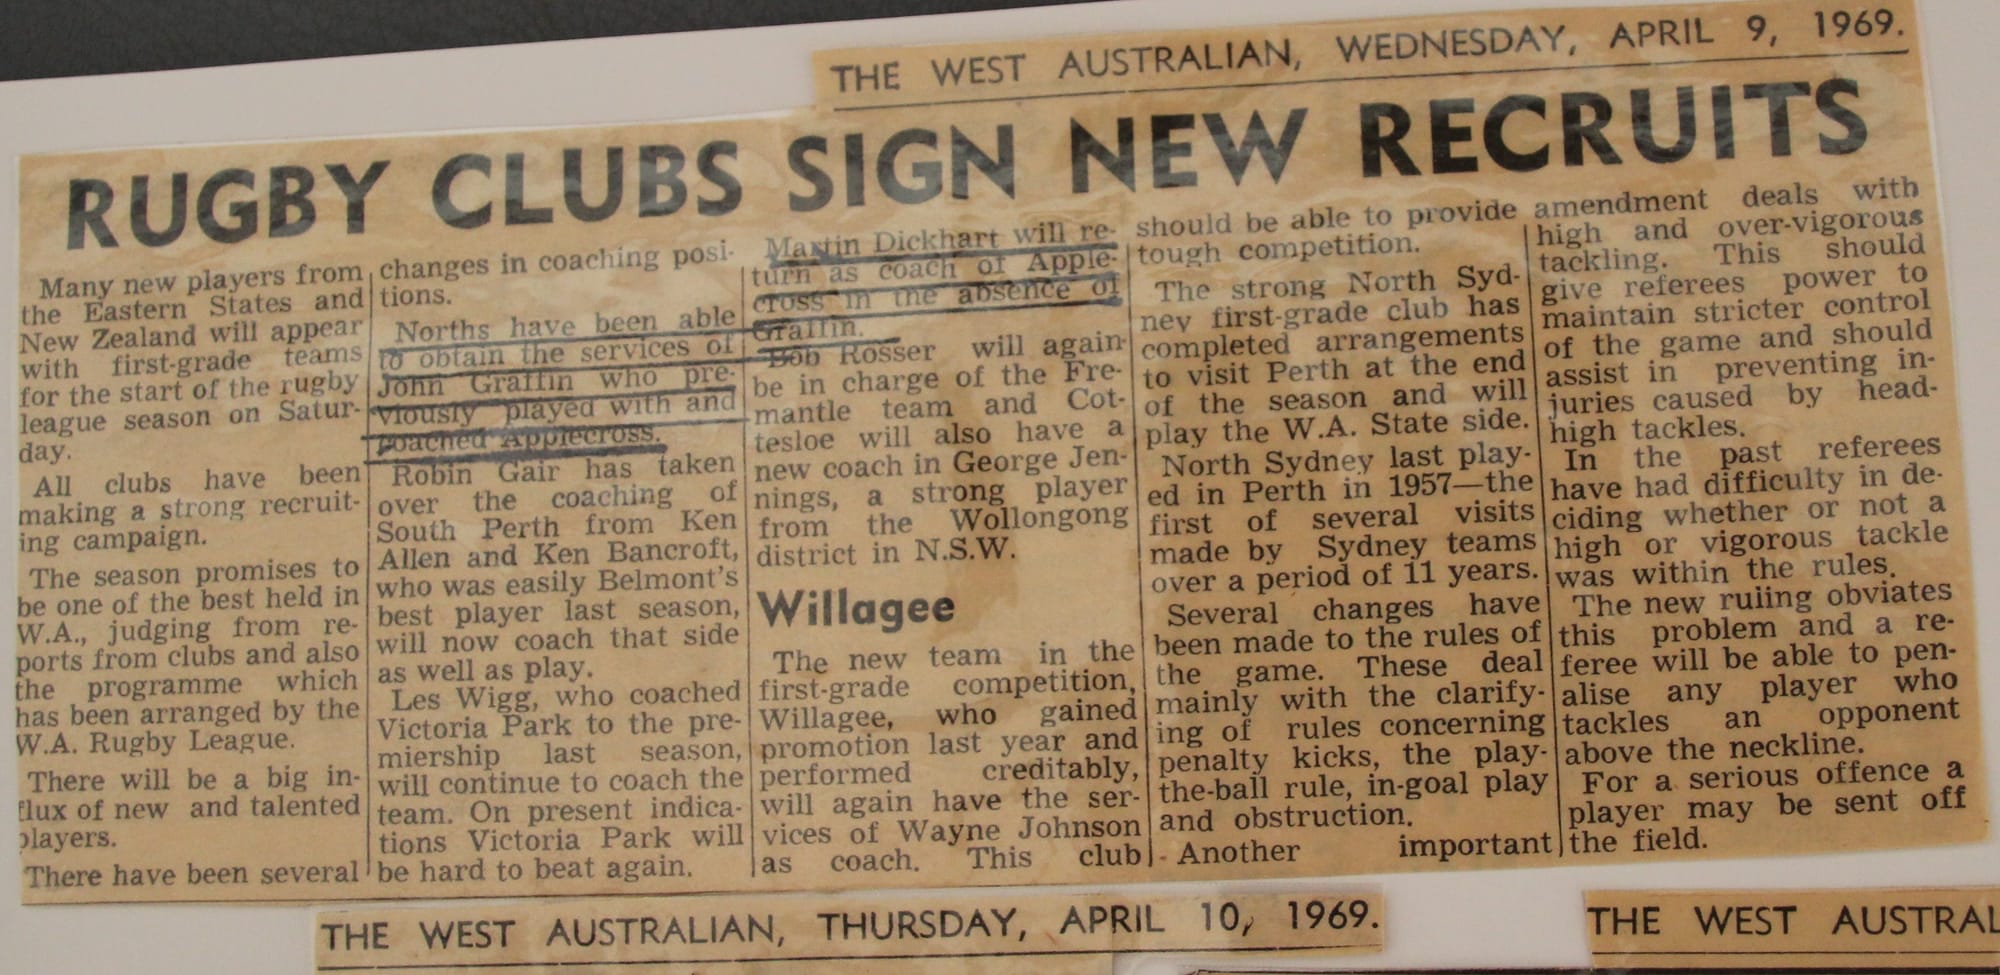 THE WEST AUSTRALIAN, WEDNESDAY, APRIL 9, 1969.
RUGBY CLUBS SIGN NEW RECRUITS
Many new players from
the Eastern States and
New Zealand will appear
with first-grade teams
for the start of the rugby
league season on Satur-
day.
All clubs have been
making a strong recruit-
ing campaign.
The season promises to
be one of the best held in
W.A., judging from re-
ports from clubs and also
the programme which
has been arranged by the
W.A. Rugby League.
There will be a big in-
flux of new and talented
players.
There have been several
changes in coaching posi-
tions.
Norths have been able
to obtain the services of
John Graffin who pre-
viously played with and
coached Applecross.
Robin Gair has taken
over the coaching of
South Perth from Ken
Allen and Ken Bancroft,
who was easily Belmont's
best player last season,
will now coach that side
as well as play.
Les Wigg, who coached
Victoria Park to the pre-
miership last season,
will continue to coach the
team. On present indica-
tions Victoria Park will
be hard to beat again.
Martin Dickhart will re-
turn as coach of Apple-
cross in the absence of
Graffin.
Bob Rosser will again
be in charge of the Fre-
mantle team and Cot-
tesloe will also have a
new coach in George Jen-
nings, a strong player
from the Wollongong
district in N.S.W.
Willagee
The new team in the
first-grade competition,
Willagee, who gained
promotion last year and
performed creditably,
will again have the ser-
vices of Wayne Johnson
as coach. This club
should be able to provide
tough competition.
The strong North Syd-
ney first-grade club has
completed arrangements
to visit Perth at the end
of the season and will
play the W.A. State side.
North Sydney last play-
ed in Perth in 1957—the
first of several visits
made by Sydney teams
over a period of 11 years.
Several changes have
been made to the rules of
the game. These deal
mainly with the clarify-
ing of rules concerning
penalty kicks, the play-
the-ball rule, in-goal play
and obstruction.
Another important
amendment deals with
high and over-vigorous
tackling. This should
give referees power to
maintain stricter control
of the game and should
assist in preventing in-
juries caused by head-
high tackles.
In the past referees
have had difficulty in de-
ciding whether or not a
high or vigorous tackle
was within the rules.
The new ruling obviates
this problem and a re-
feree will be able to pen-
alise any player who
tackles an opponent
above the neckline.
For a serious offence a
player may be sent off
the field.
THE WEST AUSTRALIAN, THURSDAY, APRIL 10, 1969.
THE WEST AUSTRAL